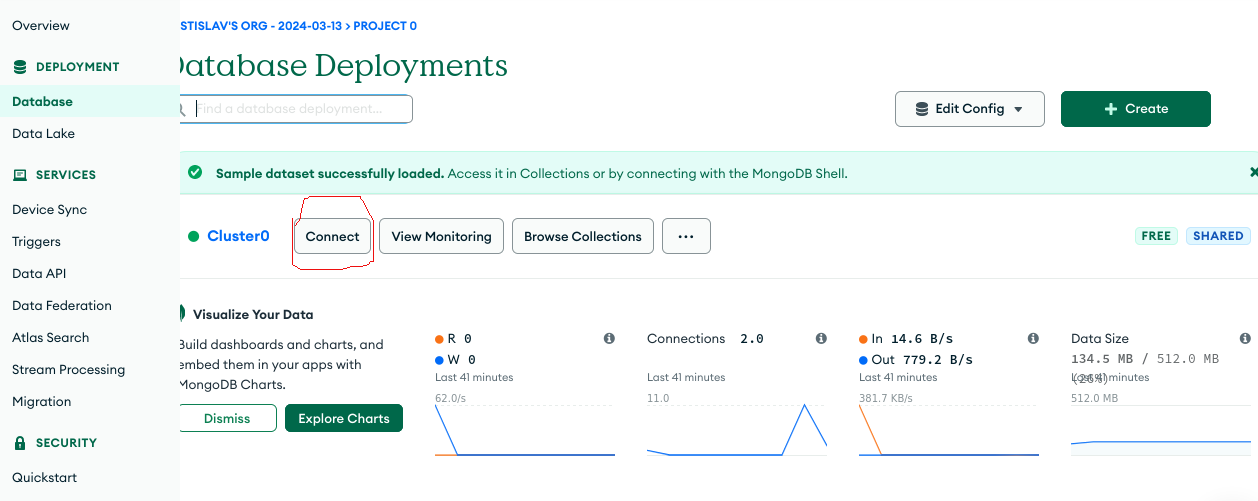 Overview
DEPLOYMENT
Database
Data Lake
SERVICES
Device Sync
Triggers
Data API
Data Federation
Atlas Search
Stream Processing
Migration
SECURITY
Quickstart
STISLAV'S ORG - 2024-03-13 > PROJECT 0
Database Deployments
Find a database deployment...
Edit Config
+ Create
Sample dataset successfully loaded. Access it in Collections or by connecting with the MongoDB Shell.
Cluster0 Connect View Monitoring Browse Collections ... FREE SHARED
Visualize Your Data
Build dashboards and charts, and
embed them in your apps with
MongoDB Charts.
Dismiss Explore Charts
R 0
W 0
Last 41 minutes
62.0/s
Connections 2.0
Last 41 minutes
11.0
In 14.6 B/s
Out 779.2 B/s
Last 41 minutes
381.7 KB/s
Data Size
134.5 MB / 512.0 MB
(26%)
Last 41 minutes
512.0 MB